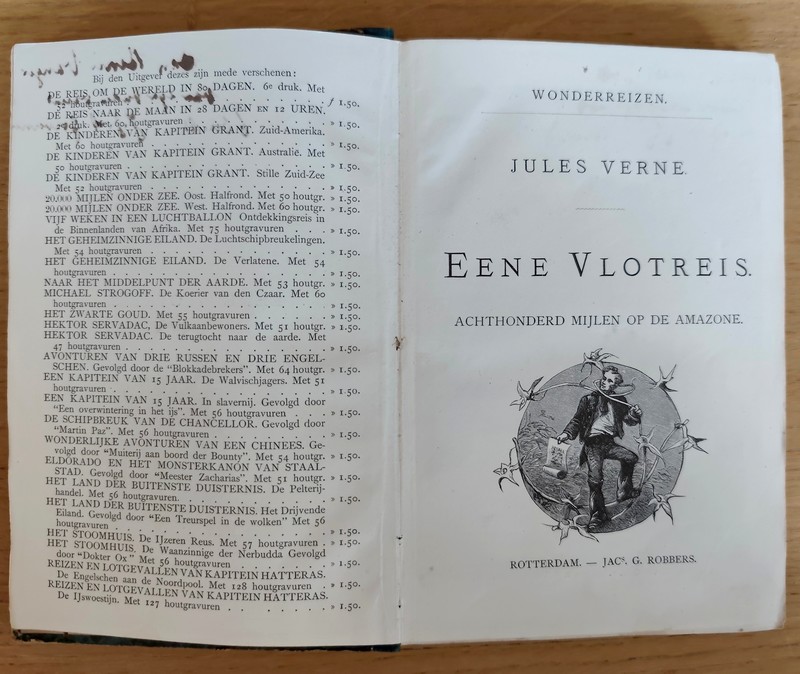 Bij den Uitgever dezes zijn mede verschenen:
DE REIS OM DE WERELD IN 80 DAGEN. 6e druk. Met
52 houtgravuren . . . ƒ 1.50.
DE REIS NAAR DE MAAN IN 28 DAGEN EN 12 UREN.
druk. Met 60 houtgravuren . . . » 1.50.
DE KINDEREN VAN KAPITEIN GRANT. Zuid-Amerika.
Met 60 houtgravuren . . . » 1.50.
DE KINDEREN VAN KAPITEIN GRANT. Australie. Met
50 houtgravuren . . . » 1.50.
DE KINDEREN VAN KAPITEIN GRANT. Stille Zuid-Zee
Met 52 houtgravuren . . . » 1.50.
20.000 MIJLEN ONDER ZEE. Oost. Halfrond. Met 50 houtgr. » 1.50.
20.000 MIJLEN ONDER ZEE. West. Halfrond. Met 60 houtgr. » 1.50.
VIJF WEKEN IN EEN LUCHTBALLON Ontdekkingsreis in
de Binnenlanden van Afrika. Met 75 houtgravuren . . . » 1.50.
HET GEHEIMZINNIGE EILAND. De Luchtschipbreukelingen.
Met 54 houtgravuren . . . » 1.50.
HET GEHEIMZINNIGE EILAND. De Verlatene. Met 54
houtgravuren . . . » 1.50.
NAAR HET MIDDELPUNT DER AARDE. Met 53 houtgr. » 1.50.
MICHAEL STROGOFF. De Koerier van den Czaar. Met 60
houtgravuren . . . » 1.50.
HET ZWARTE GOUD. Met 55 houtgravuren . . . » 1.50.
HEKTOR SERVADAC, De Vulkaanbewoners. Met 51 houtgr. » 1.50.
HEKTOR SERVADAC. De terugtocht naar de aarde. Met
47 houtgravuren . . . » 1.50.
AVONTUREN VAN DRIE RUSSEN EN DRIE ENGEL-
SCHEN. Gevolgd door de "Blokkadebrekers". Met 64 houtgr. » 1.50.
EEN KAPITEIN VAN 15 JAAR. De Walvischjagers. Met 51
houtgravuren . . . » 1.50.
EEN KAPITEIN VAN 15 JAAR. In slavernij. Gevolgd door
"Een overwintering in het ijs". Met 56 houtgravuren . . . » 1.50.
DE SCHIPBREUK VAN DE CHANCELLOR. Gevolgd door
"Martin Paz". Met 56 houtgravuren . . . » 1.50.
WONDERLIJKE AVONTUREN VAN EEN CHINEES. Ge-
volgd door "Muiterij aan boord der Bounty". Met 54 houtgr. » 1.50.
ELDORADO EN HET MONSTERKANON VAN STAAL-
STAD. Gevolgd door "Meester Zacharias". Met 51 houtgr. » 1.50.
HET LAND DER BUITENSTE DUISTERNIS. De Pelterij-
handel. Met 56 houtgravuren. . . . » 1.50.
HET LAND DER BUITENSTE DUISTERNIS. Het Drijvende
Eiland. Gevolgd door "Een Treurspel in de wolken" Met 56
houtgravuren . . . » 1.50.
HET STOOMHUIS. De IJzeren Reus. Met 57 houtgravuren . » 1.50.
HET STOOMHUIS. De Waanzinnige der Nerbudda Gevolgd
door "Dokter Ox" Met 56 houtgravuren . . . » 1.50.
REIZEN EN LOTGEVALLEN VAN KAPITEIN HATTERAS.
De Engelschen aan de Noordpool. Met 128 houtgravuren . » 1.50.
REIZEN EN LOTGEVALLEN VAN KAPITEIN HATTERAS.
De IJswoestijn. Met 127 houtgravuren . . . » 1.50.
WONDERREIZEN.
JULES VERNE.
EENE VLOTREIS.
ACHTHONDERD MIJLEN OP DE AMAZONE.
ROTTERDAM. — JACs. G. ROBBERS.